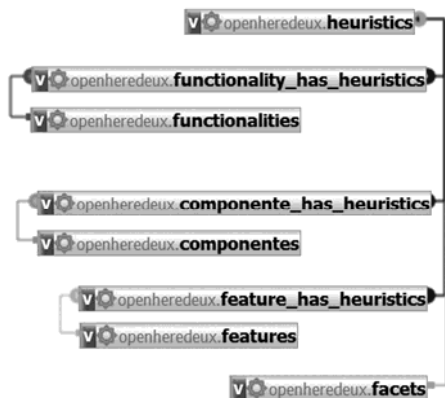 v openheredeux.heuristics
v openheredeux.functionality_has_heuristics
v openheredeux.functionalities
v openheredeux.componente_has_heuristics
v openheredeux.componentes
v openheredeux.feature_has_heuristics
v openheredeux.features
v openheredeux.facets